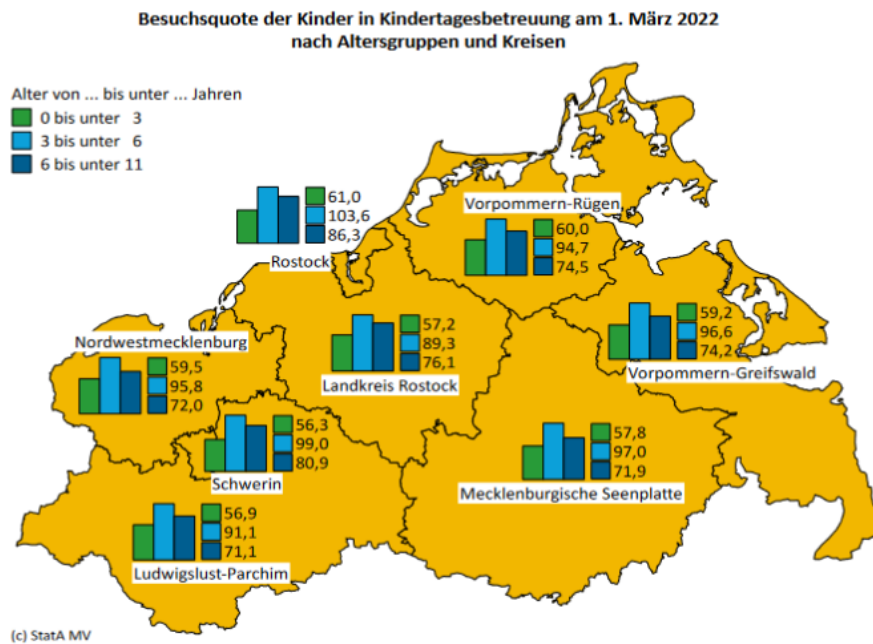 Besuchsquote der Kinder in Kindertagesbetreuung am 1. März 2022
nach Altersgruppen und Kreisen
Alter von ... bis unter ... Jahren
0 bis unter 3
3 bis unter 6
6 bis unter 11
61,0
103,6
86,3
Rostock
Vorpommern-Rügen
60,0
94,7
74,5
Nordwestmecklenburg
59,5
95,8
72,0
57,2
89,3
76,1
Landkreis Rostock
59,2
96,6
74,2
Vorpommern-Greifswald
56,3
99,0
80,9
Schwerin
57,8
97,0
71,9
Mecklenburgische Seenplatte
56,9
91,1
71,1
Ludwigslust-Parchim
(c) StatA MV